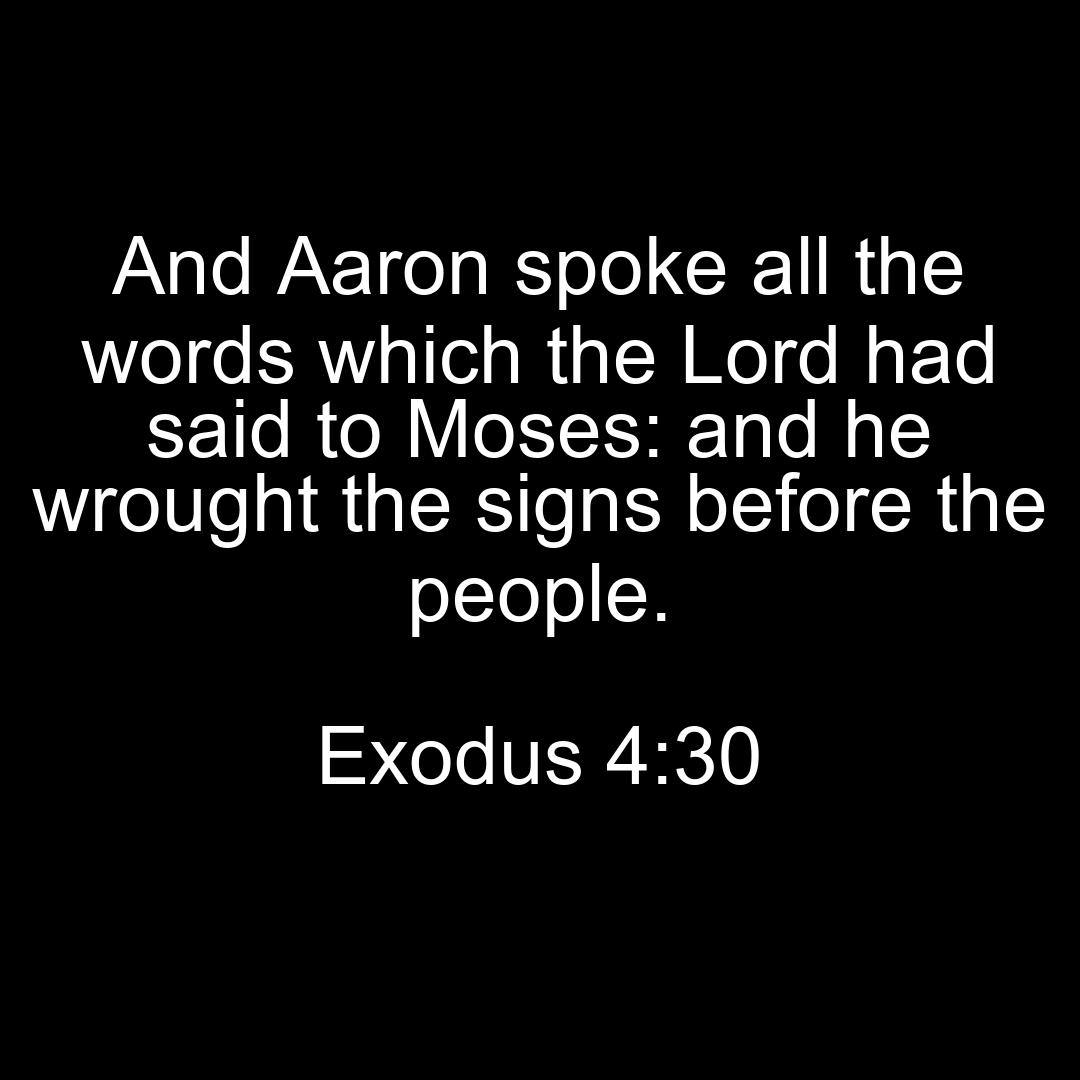 And Aaron spoke all the
words which the Lord had
said to Moses: and he
wrought the signs before the
people.
Exodus 4:30